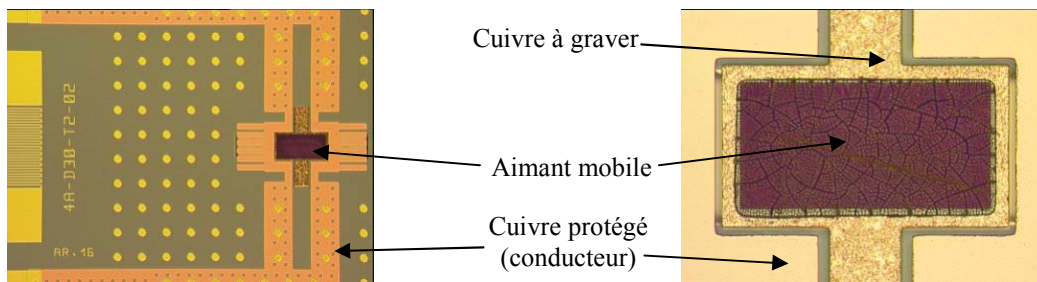 Cuivre à graver
4A-D30-T2-02
Aimant mobile
Cuivre protégé
(conducteur)
AR.16